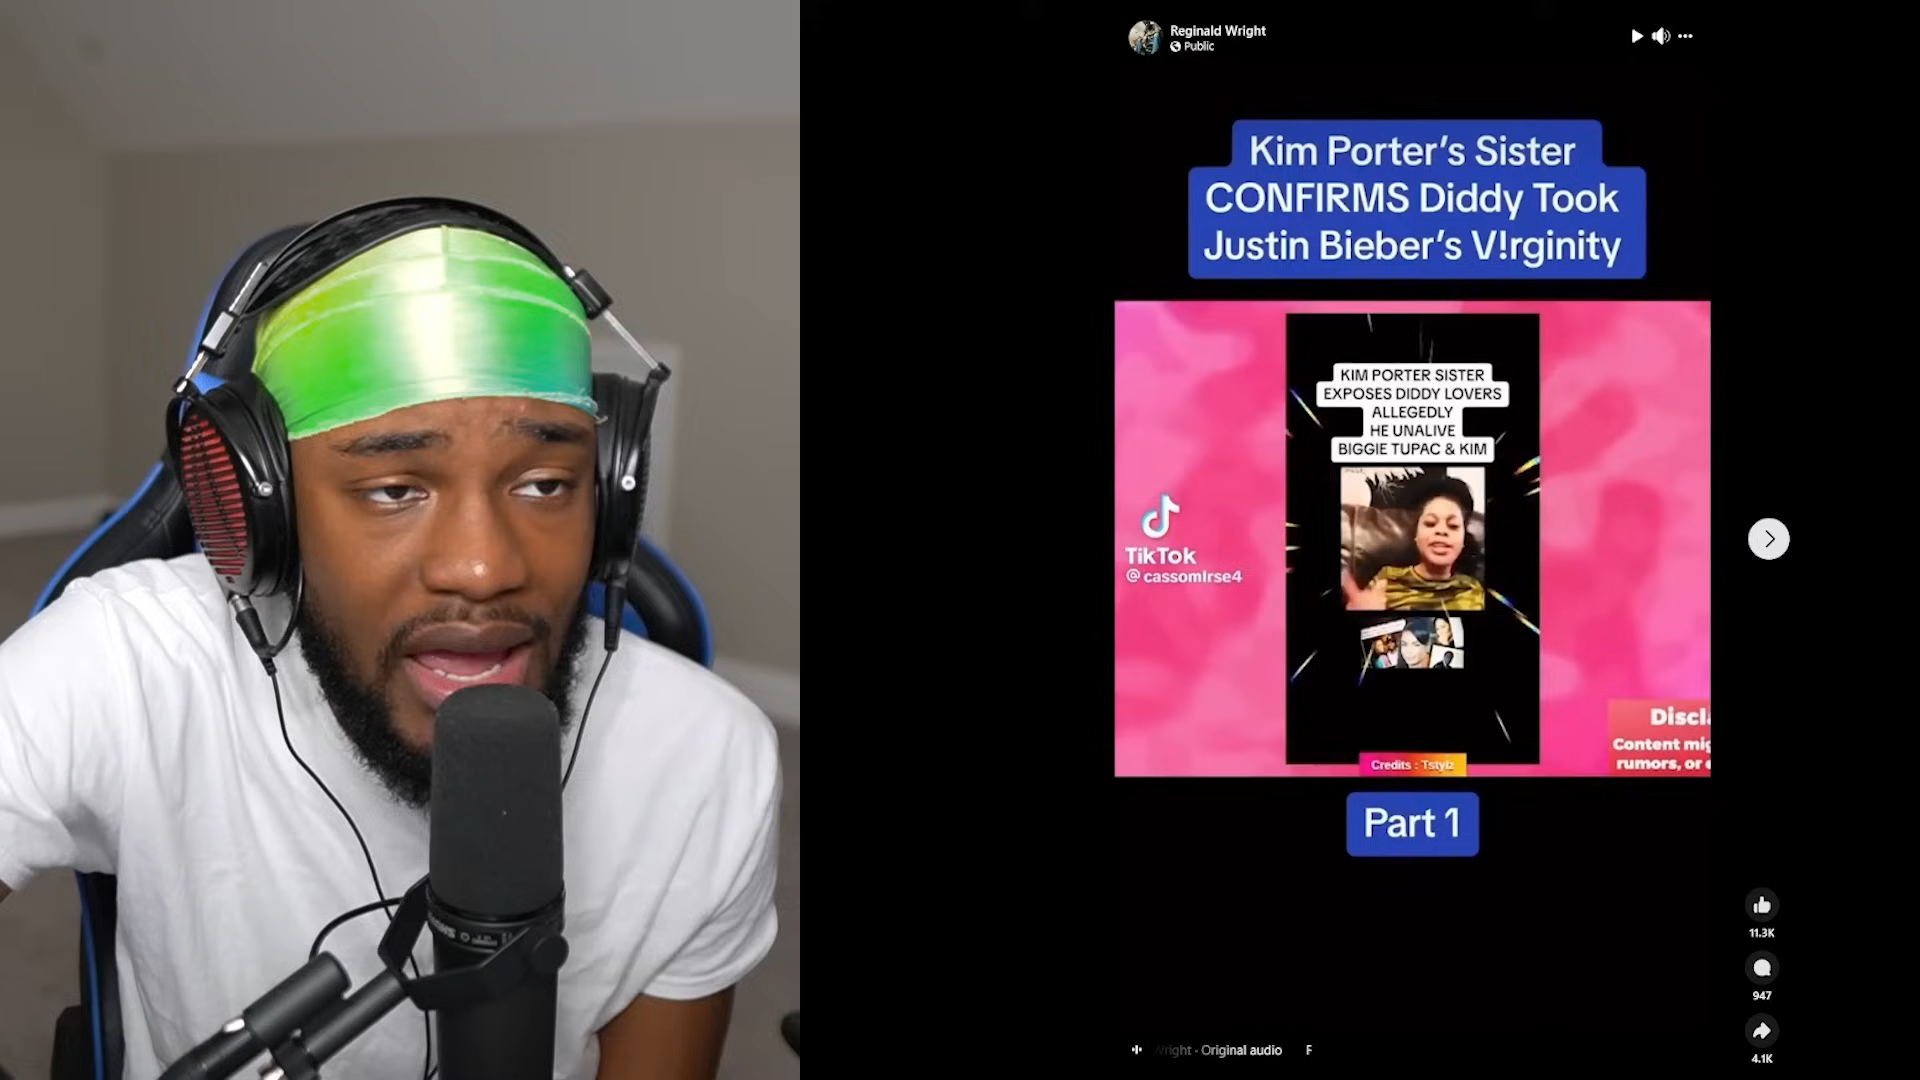 Reginald Wright
Public
Kim Porter's Sister
CONFIRMS Diddy Took
Justin Bieber's V!rginity
KIM PORTER SISTER
EXPOSES DIDDY LOVERS
ALLEGEDLY
HE UNALIVE
BIGGIE TUPAC & KIM
TikTok
@cassomlrse4
Discl
Content mig
rumors, or
Credits : Tstylz
Part 1
11.3K
947
4.1K
Wright · Original audio
F